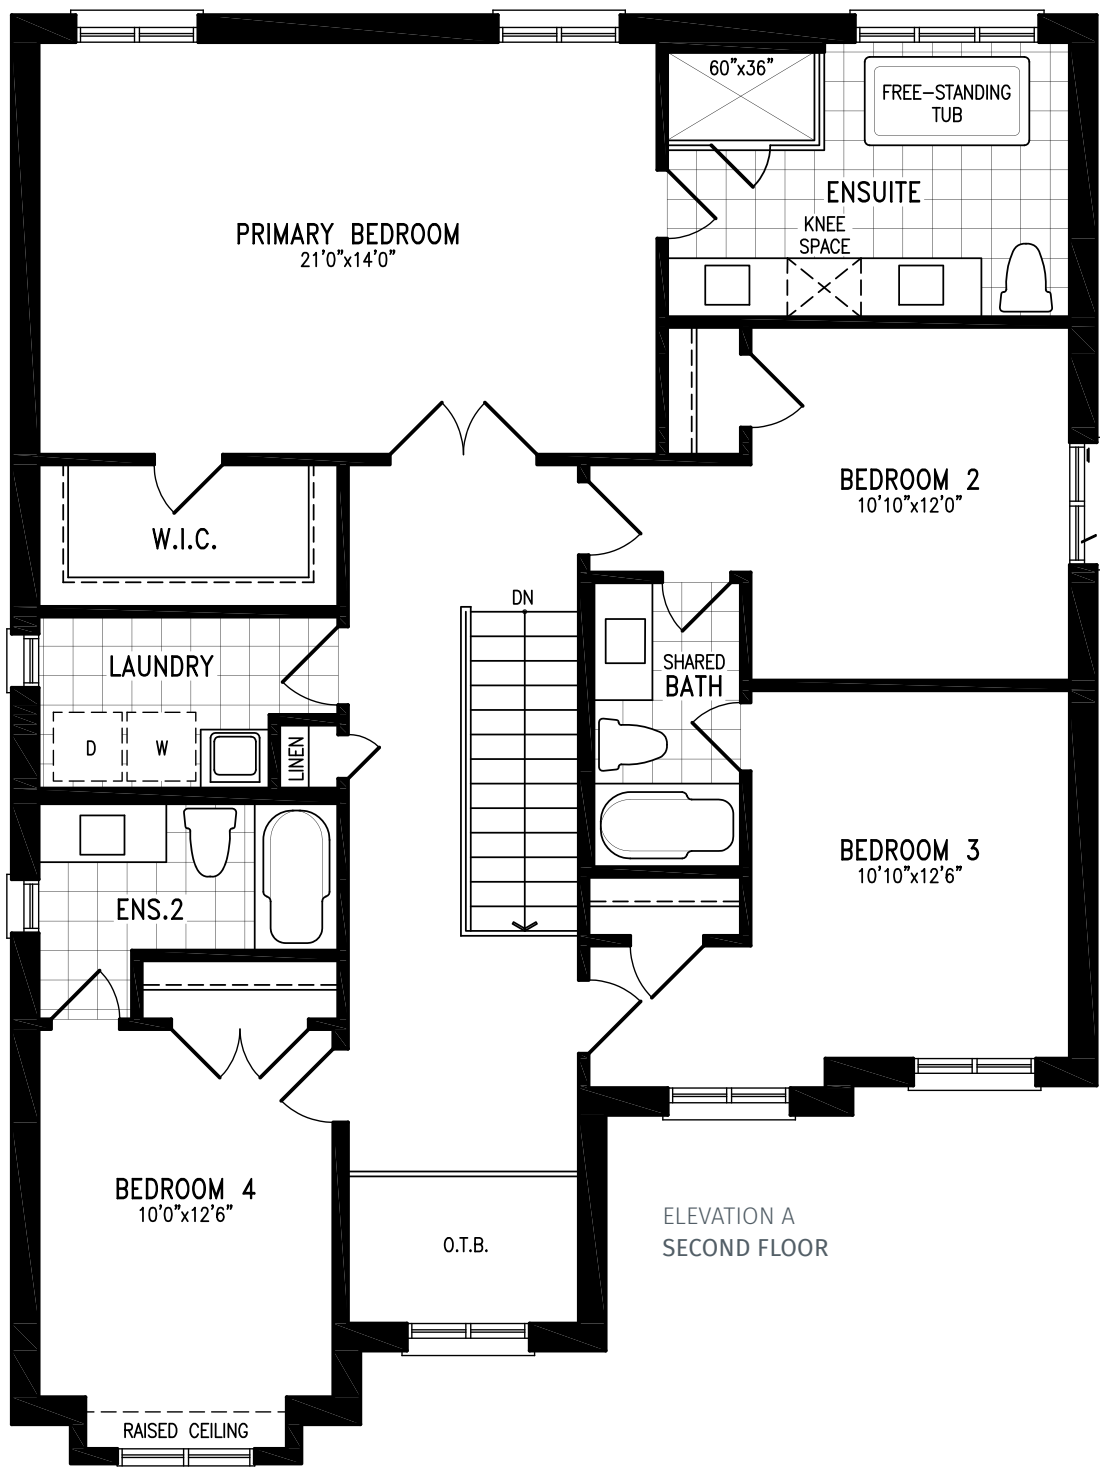 60"x36"
FREE-STANDING
TUB
ENSUITE
KNEE
SPACE
PRIMARY BEDROOM
21'0"x14'0"
BEDROOM 2
10'10"x12'0"
W.I.C.
DN
LAUNDRY
D
W
LINEN
SHARED
BATH
BEDROOM 3
10'10"x12'6"
ENS.2
BEDROOM 4
10'0"x12'6"
O.T.B.
ELEVATION A
SECOND FLOOR
RAISED CEILING